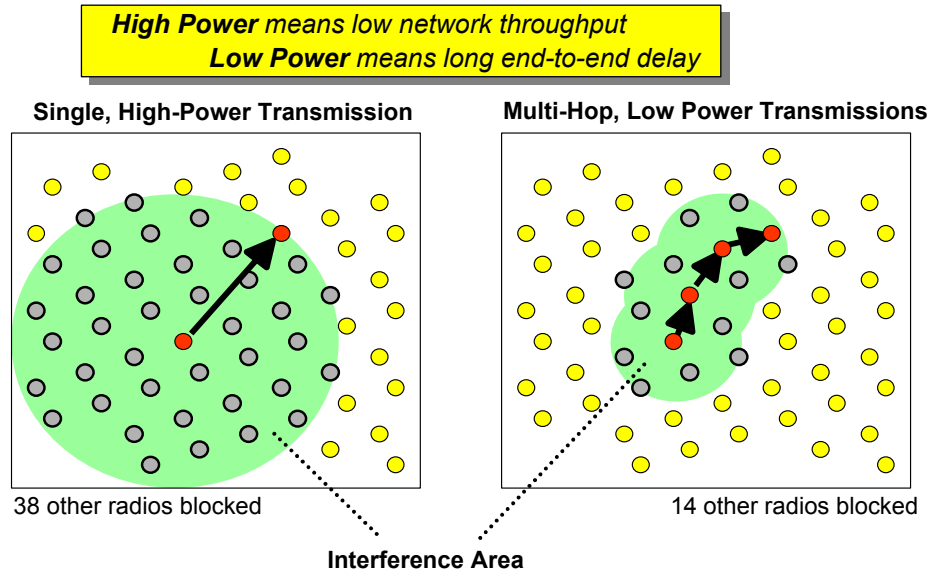 High Power means low network throughput
Low Power means long end-to-end delay
Single, High-Power Transmission
Multi-Hop, Low Power Transmissions
38 other radios blocked
14 other radios blocked
Interference Area